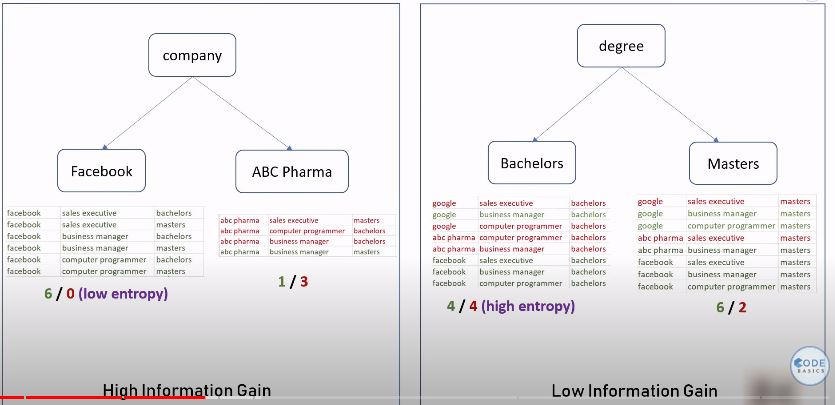 company
Facebook
ABC Pharma
facebook sales executive bachelors
facebook sales executive masters
facebook business manager bachelors
facebook business manager masters
facebook computer programmer bachelors
facebook computer programmer masters
6 / 0 (low entropy)
abc pharma sales executive masters
abc pharma computer programmer bachelors
abc pharma business manager bachelors
abc pharma business manager masters
1 / 3
High Information Gain
degree
Bachelors
Masters
google sales executive bachelors
google business manager bachelors
google computer programmer bachelors
abc pharma computer programmer bachelors
abc pharma business manager bachelors
facebook sales executive bachelors
facebook business manager bachelors
facebook computer programmer bachelors
4 / 4 (high entropy)
google sales executive masters
google business manager masters
google computer programmer masters
abc pharma sales executive masters
abc pharma business manager masters
facebook sales executive masters
facebook business manager masters
facebook computer programmer masters
6 / 2
Low Information Gain
CODE
BASICS